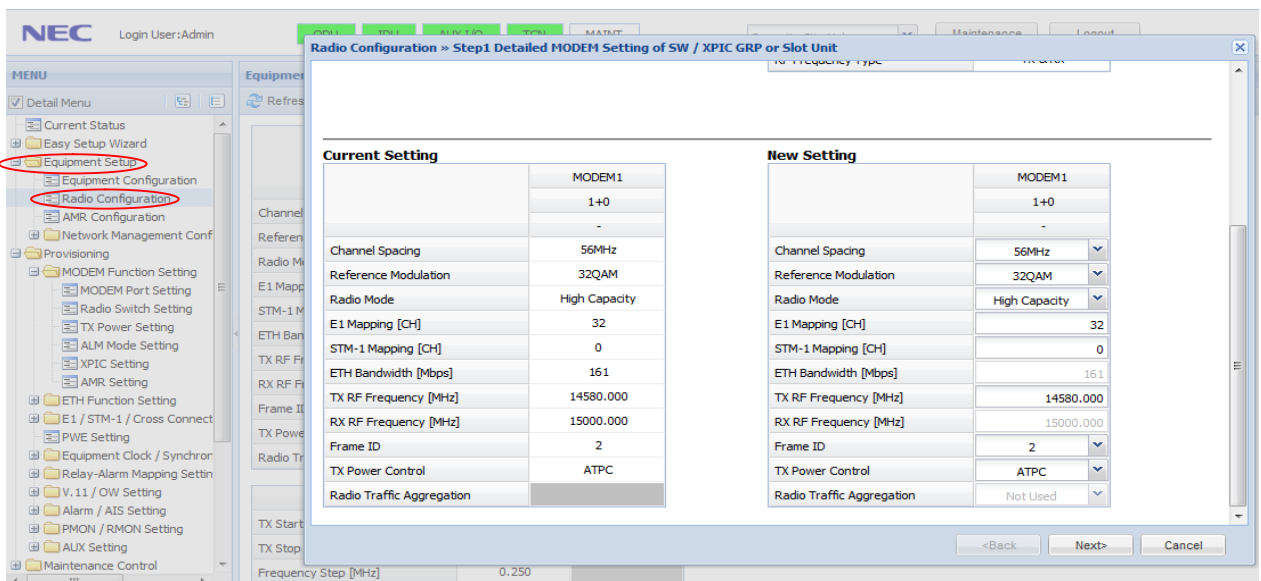 NEC Login User:Admin
ODU IDU AUX I/O TCN MAINT Maintenance Logout
Radio Configuration » Step1 Detailed MODEM Setting of SW / XPIC GRP or Slot Unit
MENU
Detail Menu
Current Status
Easy Setup Wizard
Equipment Setup
Equipment Configuration
Radio Configuration
AMR Configuration
Network Management Conf
Provisioning
MODEM Function Setting
MODEM Port Setting
Radio Switch Setting
TX Power Setting
ALM Mode Setting
XPIC Setting
AMR Setting
ETH Function Setting
E1 / STM-1 / Cross Connect
PWE Setting
Equipment Clock / Synchror
Relay-Alarm Mapping Settin
V.11 / OW Setting
Alarm / AIS Setting
PMON / RMON Setting
AUX Setting
Maintenance Control
Equipmer
Refres
Channel
Referen
Radio Mo
E1 Mapp
STM-1 M
ETH Ban
TX RF Fr
RX RF Fr
Frame ID
TX Powe
Radio Tr
TX Start
TX Stop
Frequency Step [MHz] 0.250
RF Frequency Type TX & RX
Current Setting
MODEM1
1+0
-
Channel Spacing 56MHz
Reference Modulation 32QAM
Radio Mode High Capacity
E1 Mapping [CH] 32
STM-1 Mapping [CH] 0
ETH Bandwidth [Mbps] 161
TX RF Frequency [MHz] 14580.000
RX RF Frequency [MHz] 15000.000
Frame ID 2
TX Power Control ATPC
Radio Traffic Aggregation
New Setting
MODEM1
1+0
-
Channel Spacing 56MHz
Reference Modulation 32QAM
Radio Mode High Capacity
E1 Mapping [CH] 32
STM-1 Mapping [CH] 0
ETH Bandwidth [Mbps] 161
TX RF Frequency [MHz] 14580.000
RX RF Frequency [MHz] 15000.000
Frame ID 2
TX Power Control ATPC
Radio Traffic Aggregation Not Used
<Back Next> Cancel